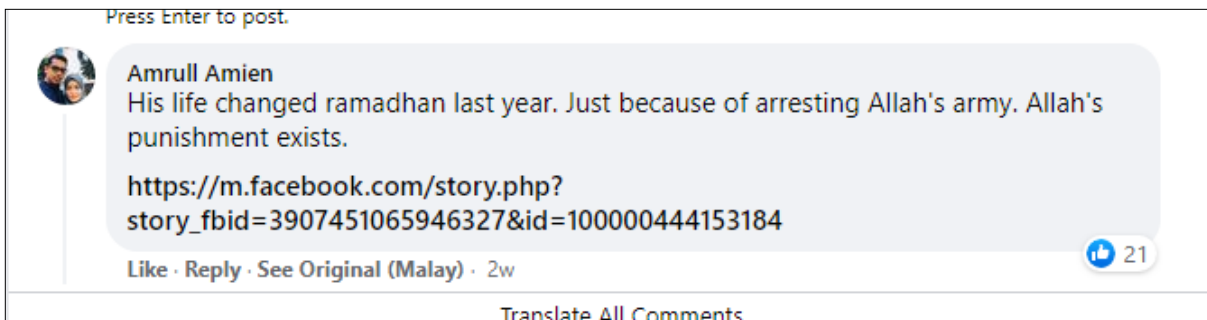 Press Enter to post.
Amrull Amien
His life changed ramadhan last year. Just because of arresting Allah's army. Allah's
punishment exists.
https://m.facebook.com/story.php?
story_fbid=3907451065946327&id=100000444153184
21
Like · Reply · See Original (Malay) · 2w
Translate All Comments